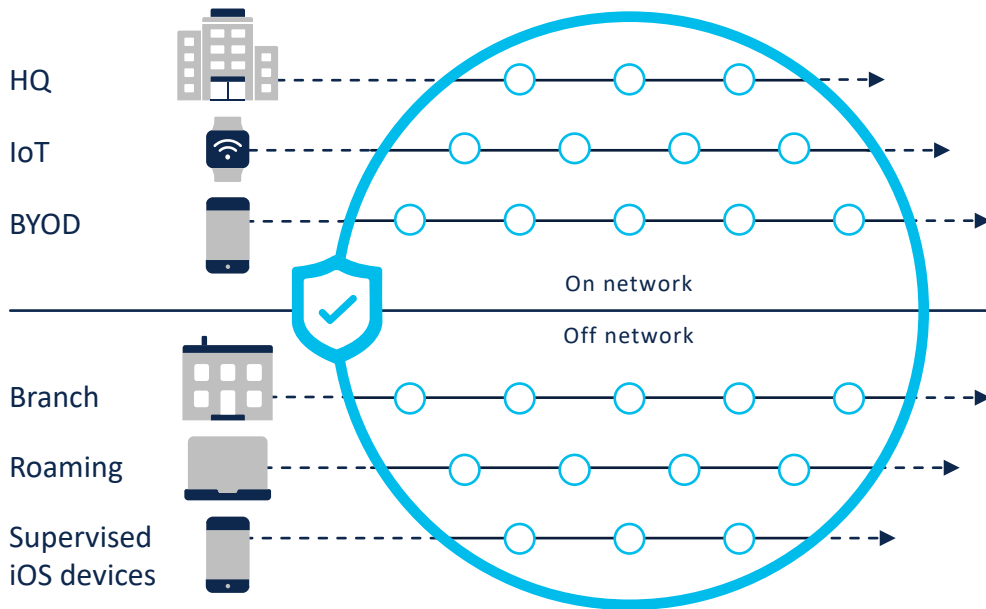 HQ
IoT
BYOD
On network
Off network
Branch
Roaming
Supervised
iOS devices